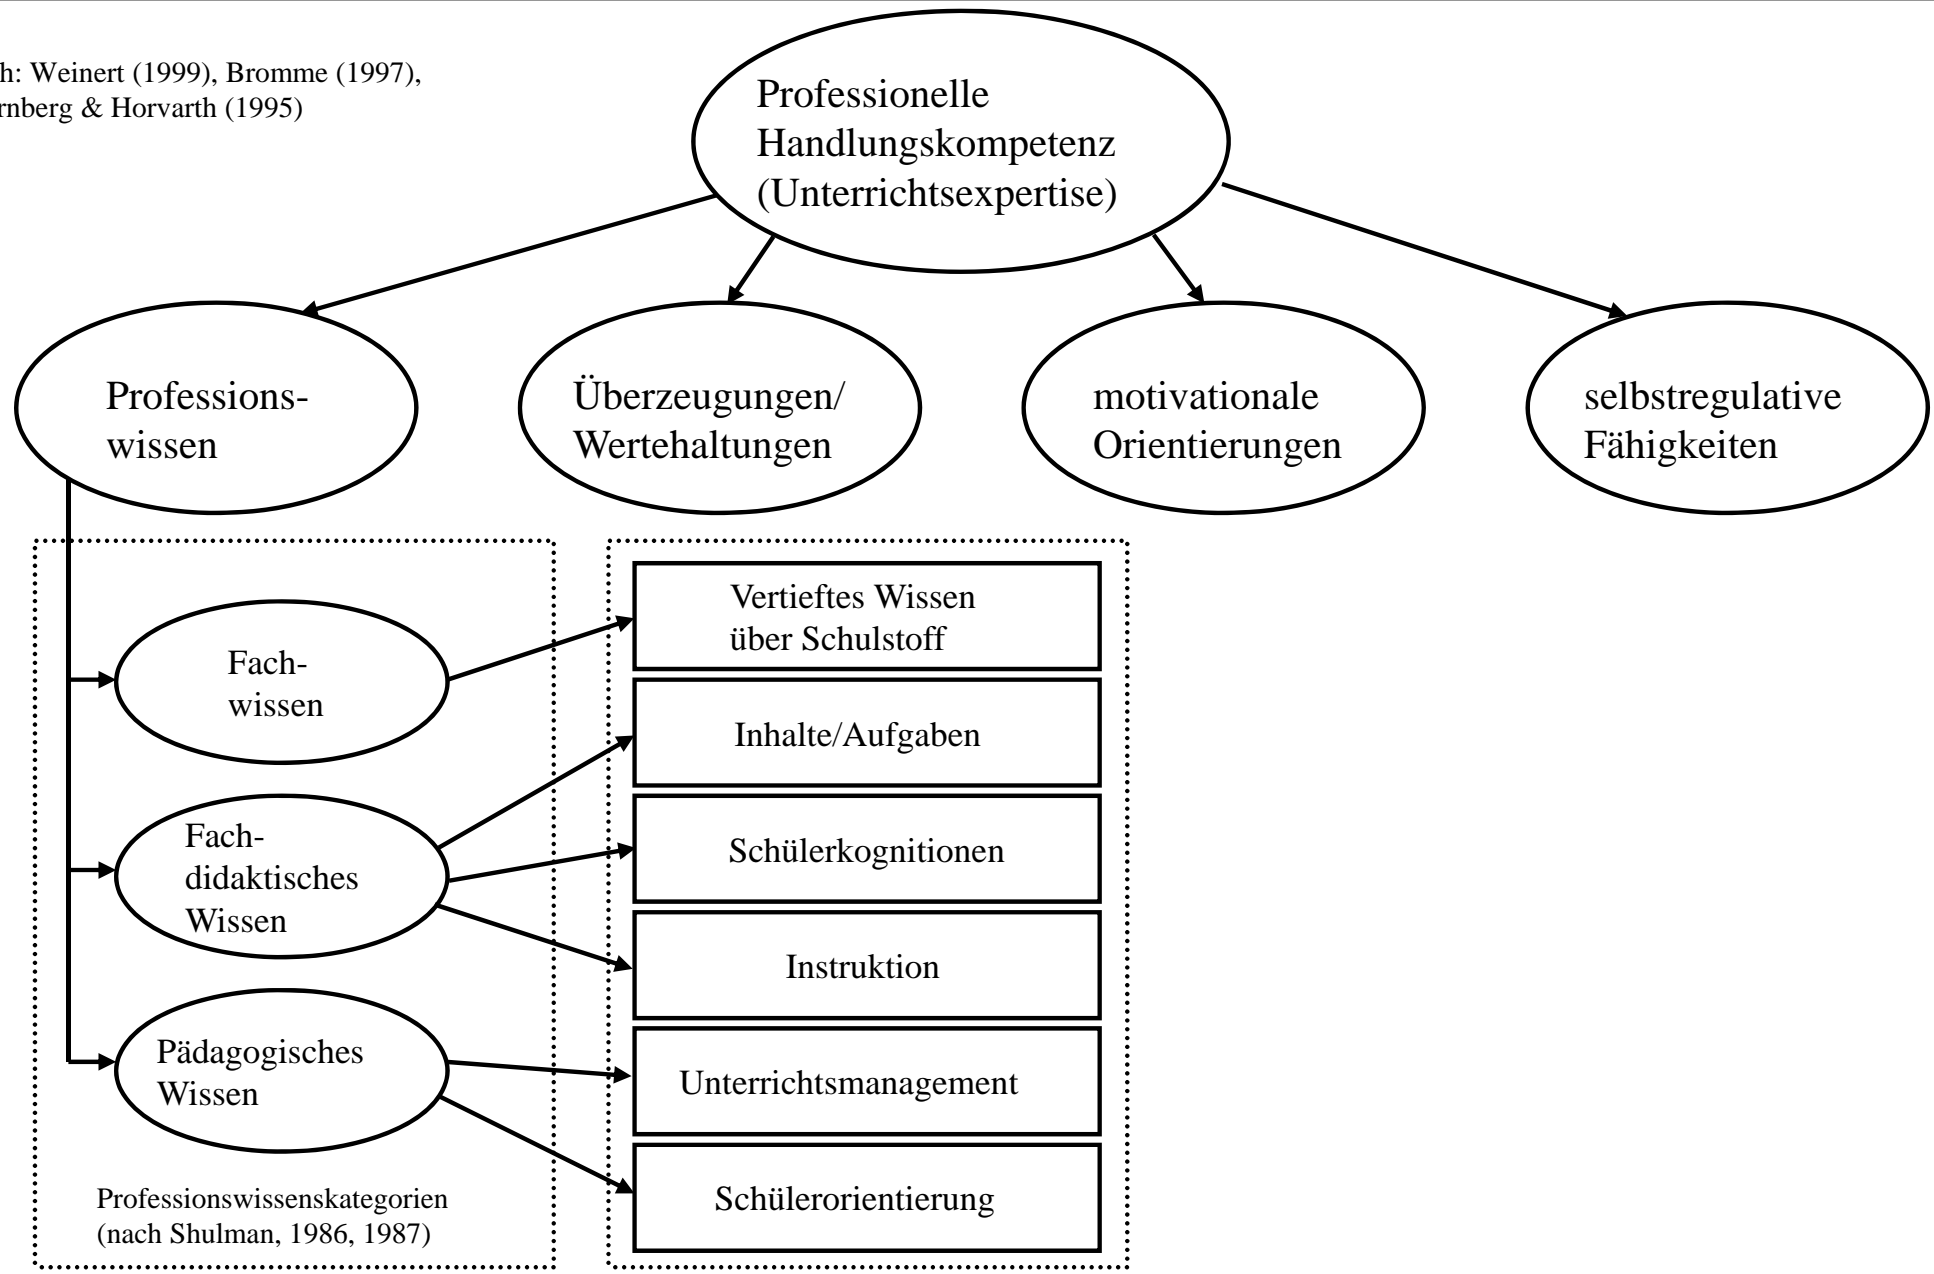 h: Weinert (1999), Bromme (1997),
rnberg & Horvarth (1995)
Professionelle
Handlungskompetenz
(Unterrichtsexpertise)
Professions-
wissen
Überzeugungen/
Wertehaltungen
motivationale
Orientierungen
selbstregulative
Fähigkeiten
Fach-
wissen
Fach-
didaktisches
Wissen
Pädagogisches
Wissen
Professionswissenskategorien
(nach Shulman, 1986, 1987)
Vertieftes Wissen
über Schulstoff
Inhalte/Aufgaben
Schülerkognitionen
Instruktion
Unterrichtsmanagement
Schülerorientierung